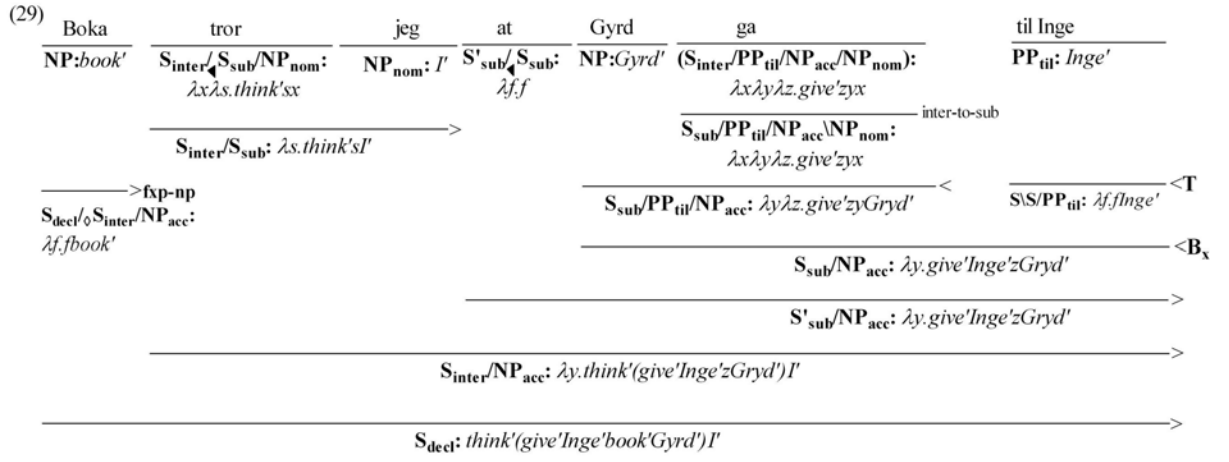 (29)
Boka tror jeg at Gyrd ga til Inge
NP:book' S_inter/◀S_sub/NP_nom: NP_nom: I' S'_sub/◀S_sub: NP:Gyrd' (S_inter/PP_til/NP_acc/NP_nom): PP_til: Inge'
λxλs.think'sx λf.f λxλyλz.give'zyx
inter-to-sub
> S_sub/PP_til/NP_acc\NP_nom:
S_inter/S_sub: λs.think'sI' λxλyλz.give'zyx
>fxp-np < <T
S_decl/◊S_inter/NP_acc: S_sub/PP_til/NP_acc: λyλz.give'zyGyrd' S\S/PP_til: λf.fInge'
λf.fbook'
<B_x
S_sub/NP_acc: λy.give'Inge'zGryd'
>
S'_sub/NP_acc: λy.give'Inge'zGryd'
>
S_inter/NP_acc: λy.think'(give'Inge'zGryd')I'
>
S_decl: think'(give'Inge'book'Gyrd')I'